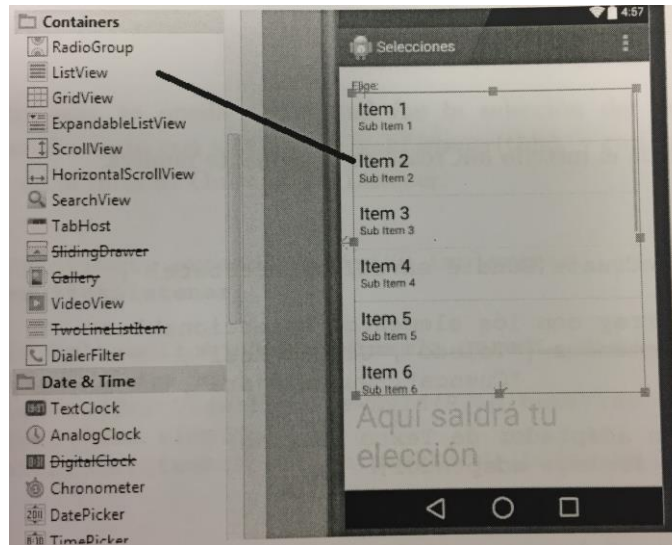 Containers
RadioGroup
ListView
GridView
ExpandableListView
ScrollView
HorizontalScrollView
SearchView
TabHost
SlidingDrawer
Gallery
VideoView
TwoLineListItem
DialerFilter
Date & Time
TextClock
AnalogClock
DigitalClock
Chronometer
DatePicker
TimePicker
4:57
Selecciones
Elige:
Item 1
Sub Item 1
Item 2
Sub Item 2
Item 3
Sub Item 3
Item 4
Sub Item 4
Item 5
Sub Item 5
Item 6
Sub Item 6
Aquí saldrá tu
elección